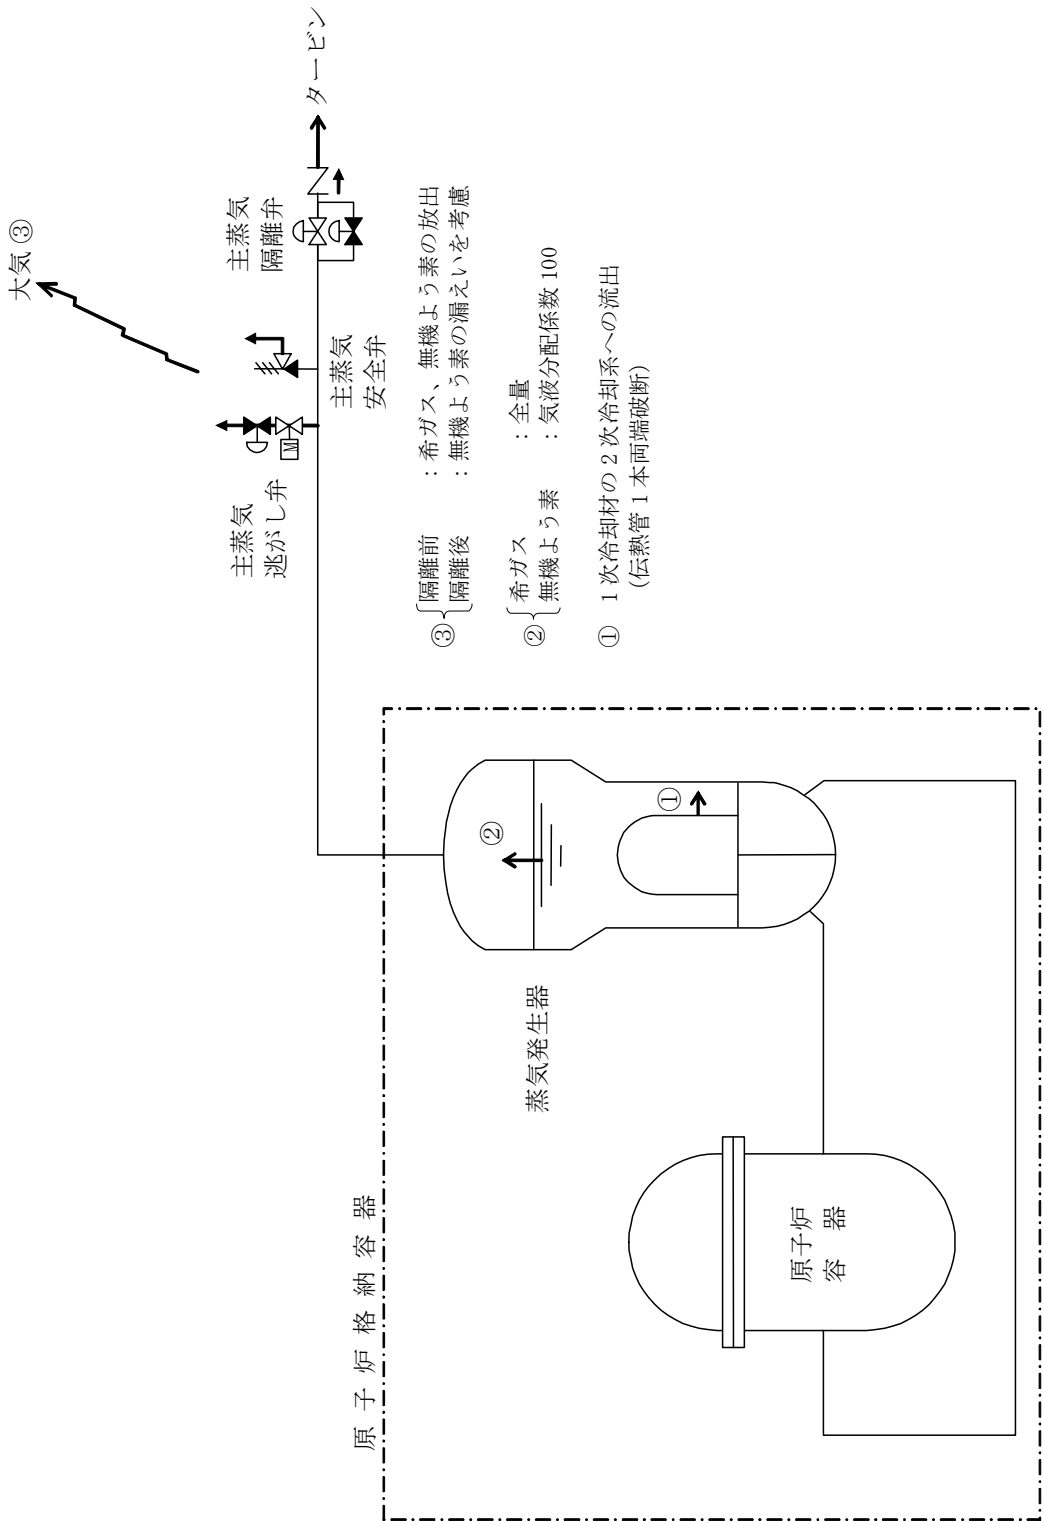 大気③
タービン
主蒸気
隔離弁
主蒸気
安全弁
主蒸気
逃がし弁
M
③ 隔離前 ：希ガス、無機よう素の放出
隔離後 ：無機よう素の漏えいを考慮
② 希ガス ：全量
無機よう素 ：気液分配係数 100
① 1次冷却材の2次冷却系への流出
(伝熱管1本両端破断)
原子炉格納容器
蒸気発生器
②
①
原子炉
容器